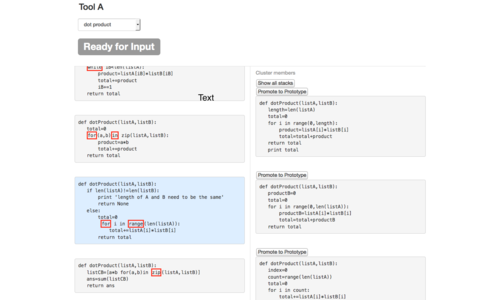 Tool A
dot product
Ready for Input
while iB<len(listA):
product=listA[iB]*listB[iB]
total+=product
iB+=1
return total
Text
def dotProduct(listA,listB):
total=0
for(a,b)in zip(listA,listB):
product=a*b
total+=product
return total
def dotProduct(listA,listB):
if len(listA)!=len(listB):
print "length of A and B need to be the same"
return None
else:
total=0
for i in range(len(listA)):
total+=listA[i]*listB[i]
return total
def dotProduct(listA,listB):
listCB=[a*b for(a,b)in zip(listA,listB)]
ans=sum(listCB)
return ans
Cluster members
Show all stacks
Promote to Prototype
def dotProduct(listA,listB):
length=len(listA)
total=0
for i in range(0,length):
product=listA[i]*listB[i]
total=total+product
return total
print total
Promote to Prototype
def dotProduct(listA,listB):
productB=0
total=0
for i in range(0,len(listA)):
productB=listA[i]*listB[i]
total=total+productB
return total
Promote to Prototype
def dotProduct(listA,listB):
index=0
count=range(len(listA))
total=0
for i in count:
total+=listA[i]*listB[i]